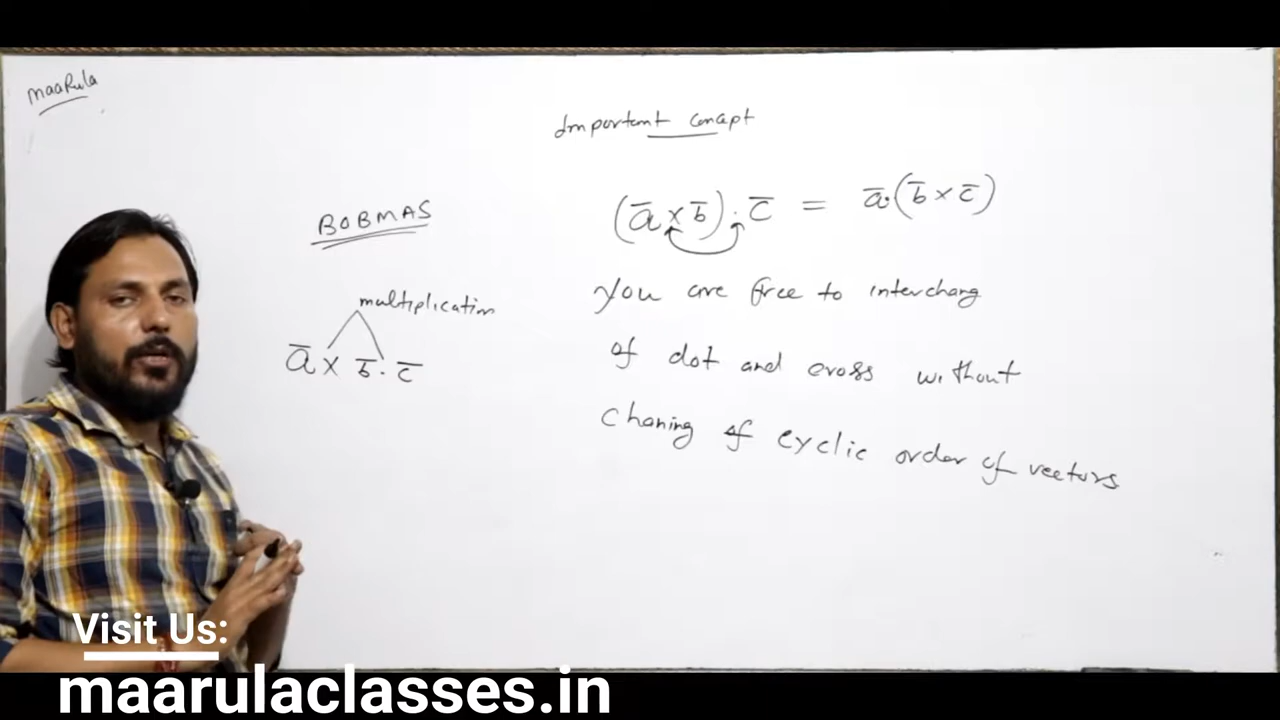 maaRula
Important concept
BOBMAS
(a̅ × b̅) . c̅ = a̅.(b̅ × c̅)
multiplication
You are free to interchang
a̅ × b̅ . c̅
of dot and cross without
chaning of cyclic order of vectors
Visit Us:
maarulaclasses.in